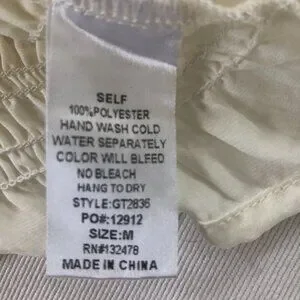 SELF
100%POLYESTER
HAND WASH COLD
WATER SEPARATELY
COLOR WILL BLEED
NO BLEACH
HANG TO DRY
STYLE:GT2836
PO#:12912
SIZE:M
RN#132478
MADE IN CHINA